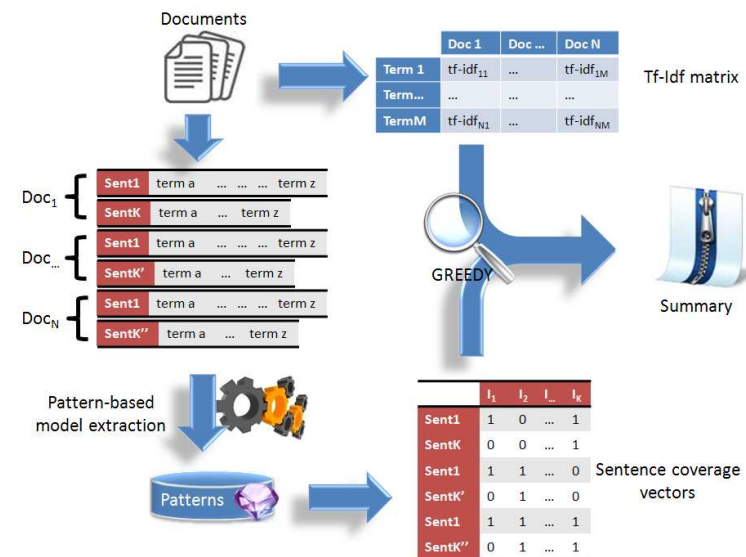 Documents
Doc 1 Doc ... Doc N
Term 1 tf-idf11 ... tf-idf1M
Term... ... ... ...
TermM tf-idfN1 ... tf-idfNM
Tf-Idf matrix
Doc1
Sent1 term a ... ... ... term z
SentK term a ... term z
Doc...
Sent1 term a ... ... ... term z
SentK' term a ... term z
DocN
Sent1 term a ... ... ... term z
SentK'' term a ... term z
GREEDY
Summary
Pattern-based
model extraction
Patterns
I1 I2 I... IK
Sent1 1 0 ... 1
SentK 0 0 ... 1
Sent1 1 1 ... 0
SentK' 0 1 ... 0
Sent1 1 1 ... 1
SentK'' 0 1 ... 1
Sentence coverage
vectors